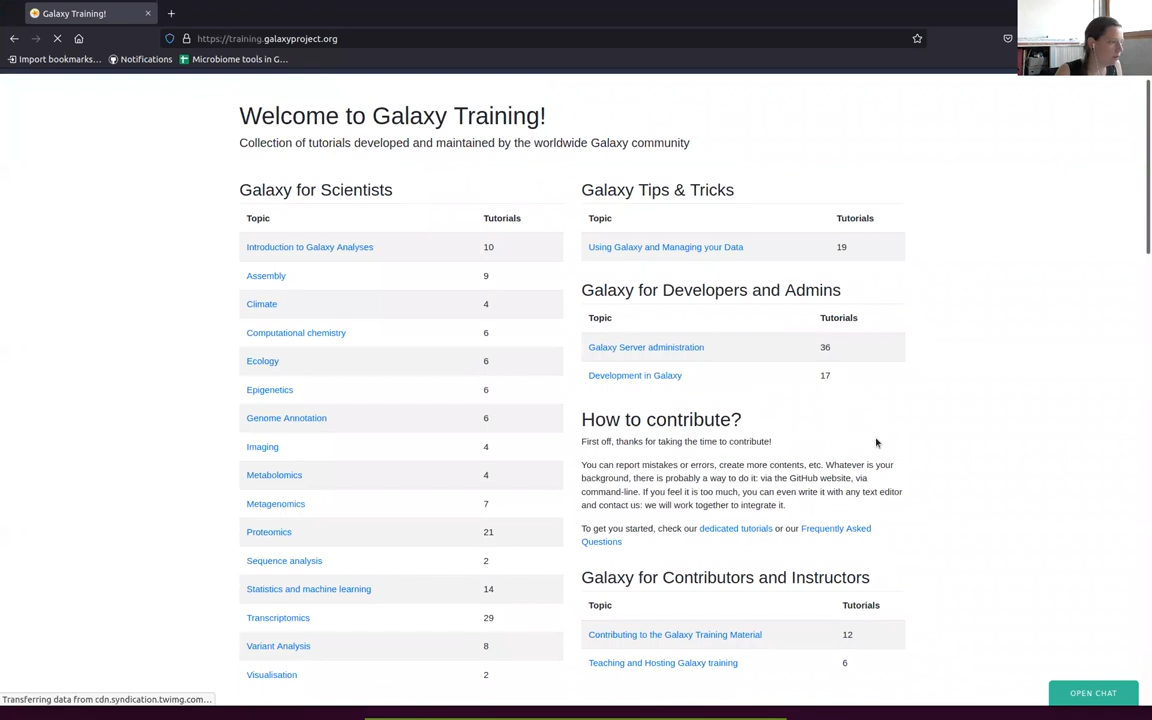 Galaxy Training!
https://training.galaxyproject.org
Import bookmarks... Notifications Microbiome tools in G...
Welcome to Galaxy Training!
Collection of tutorials developed and maintained by the worldwide Galaxy community
Galaxy for Scientists
Topic Tutorials
Introduction to Galaxy Analyses 10
Assembly 9
Climate 4
Computational chemistry 6
Ecology 6
Epigenetics 6
Genome Annotation 6
Imaging 4
Metabolomics 4
Metagenomics 7
Proteomics 21
Sequence analysis 2
Statistics and machine learning 14
Transcriptomics 29
Variant Analysis 8
Visualisation 2
Galaxy Tips & Tricks
Topic Tutorials
Using Galaxy and Managing your Data 19
Galaxy for Developers and Admins
Topic Tutorials
Galaxy Server administration 36
Development in Galaxy 17
How to contribute?
First off, thanks for taking the time to contribute!
You can report mistakes or errors, create more contents, etc. Whatever is your
background, there is probably a way to do it: via the GitHub website, via
command-line. If you feel it is too much, you can even write it with any text editor
and contact us: we will work together to integrate it.
To get you started, check our dedicated tutorials or our Frequently Asked
Questions
Galaxy for Contributors and Instructors
Topic Tutorials
Contributing to the Galaxy Training Material 12
Teaching and Hosting Galaxy training 6
OPEN CHAT
Transferring data from cdn.syndication.twimg.com...